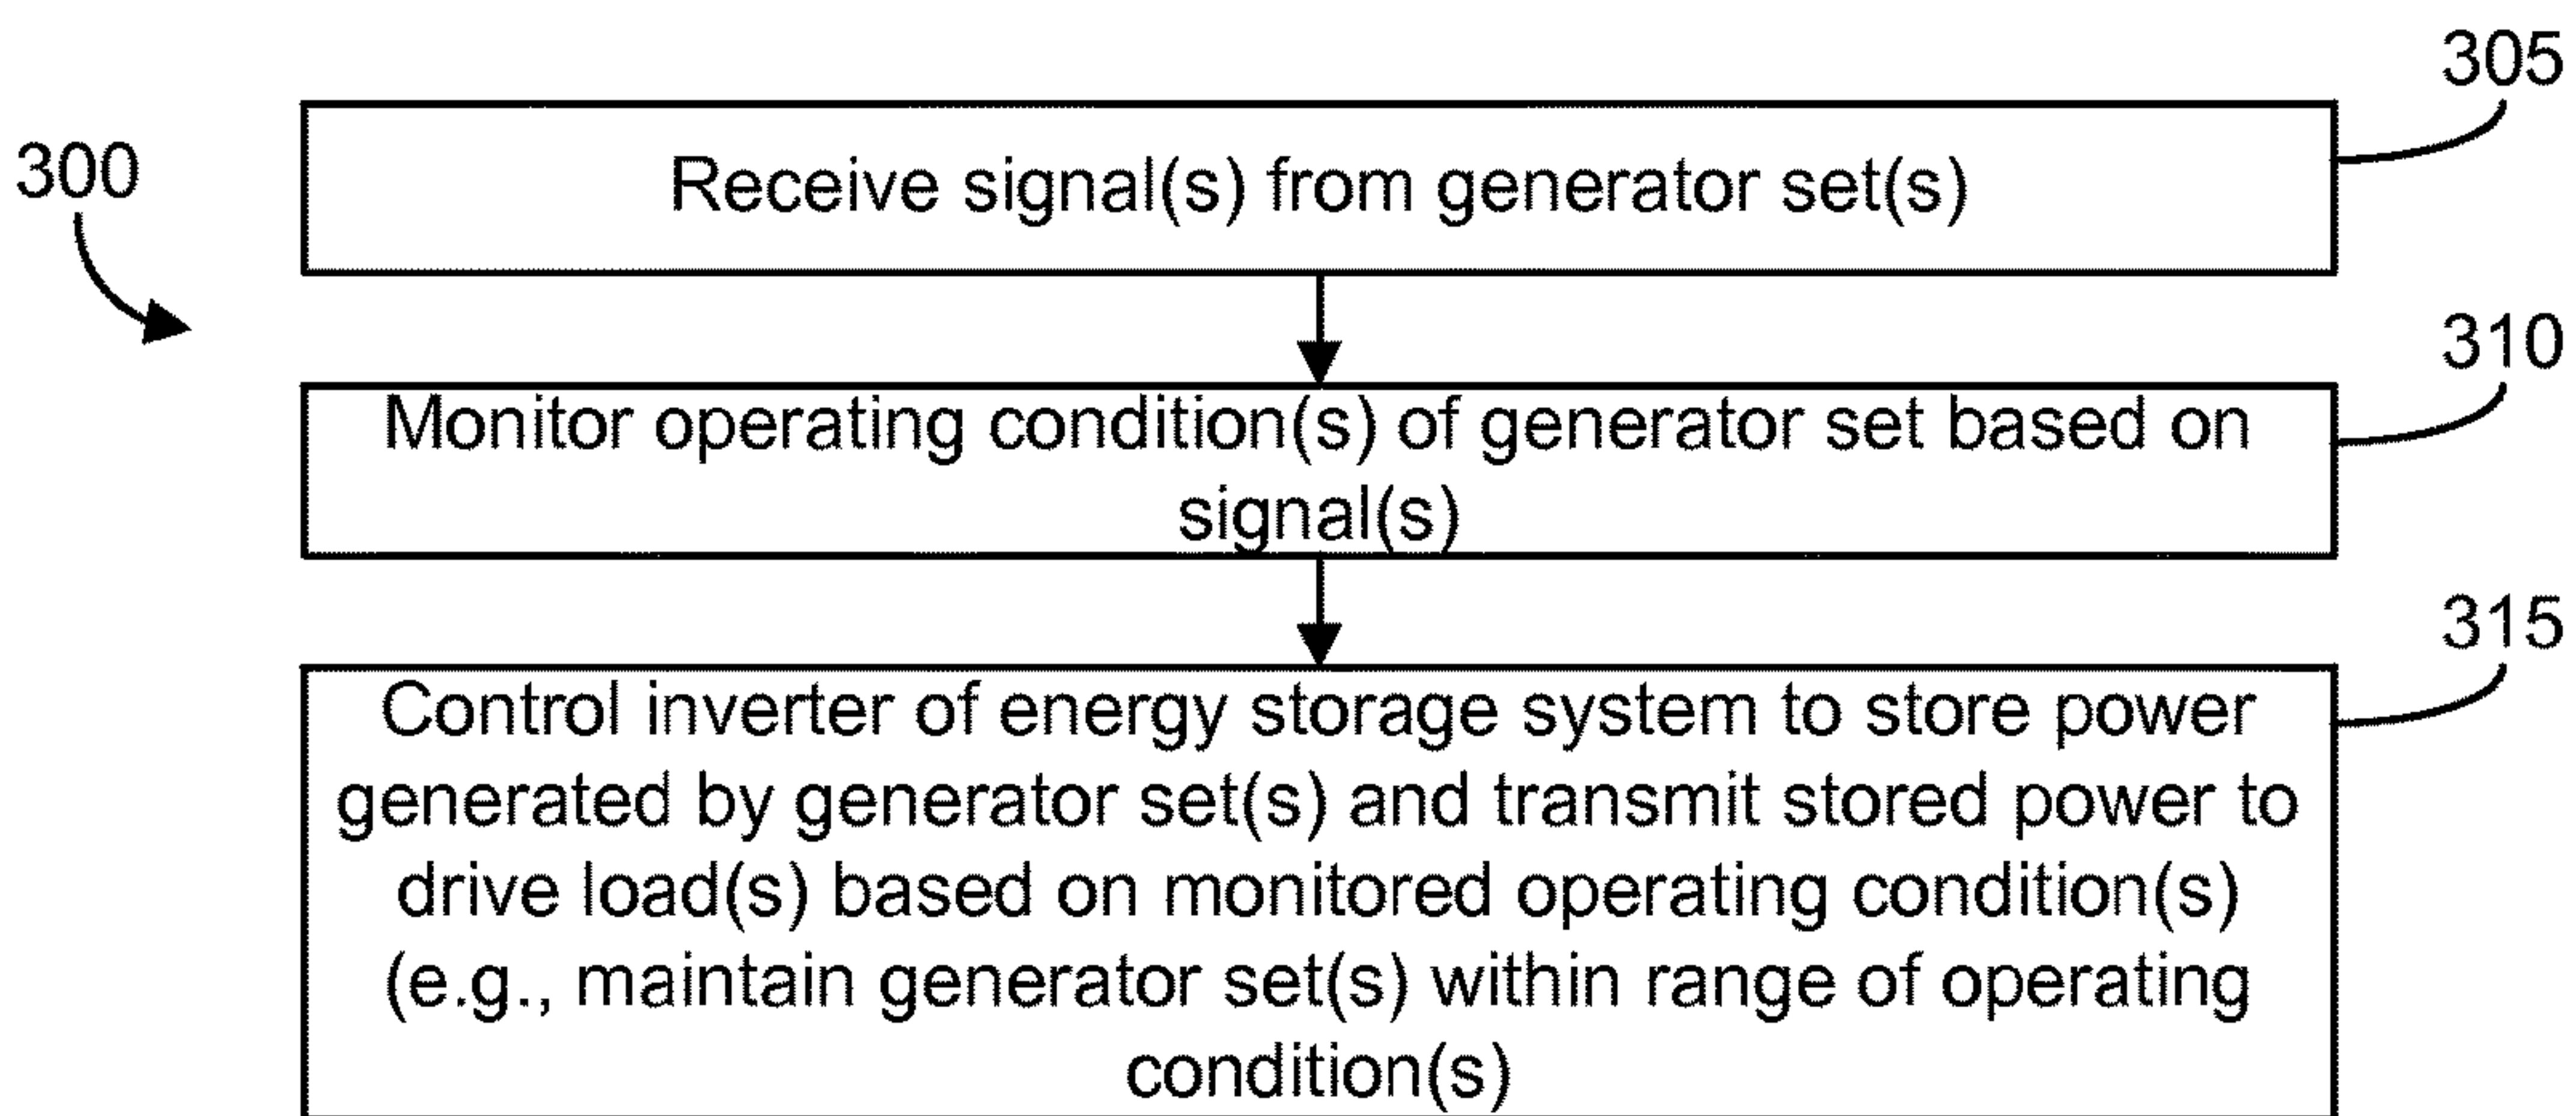 305
300
Receive signal(s) from generator set(s)
310
Monitor operating condition(s) of generator set based on
signal(s)
315
Control inverter of energy storage system to store power
generated by generator set(s) and transmit stored power to
drive load(s) based on monitored operating condition(s)
(e.g., maintain generator set(s) within range of operating
condition(s)